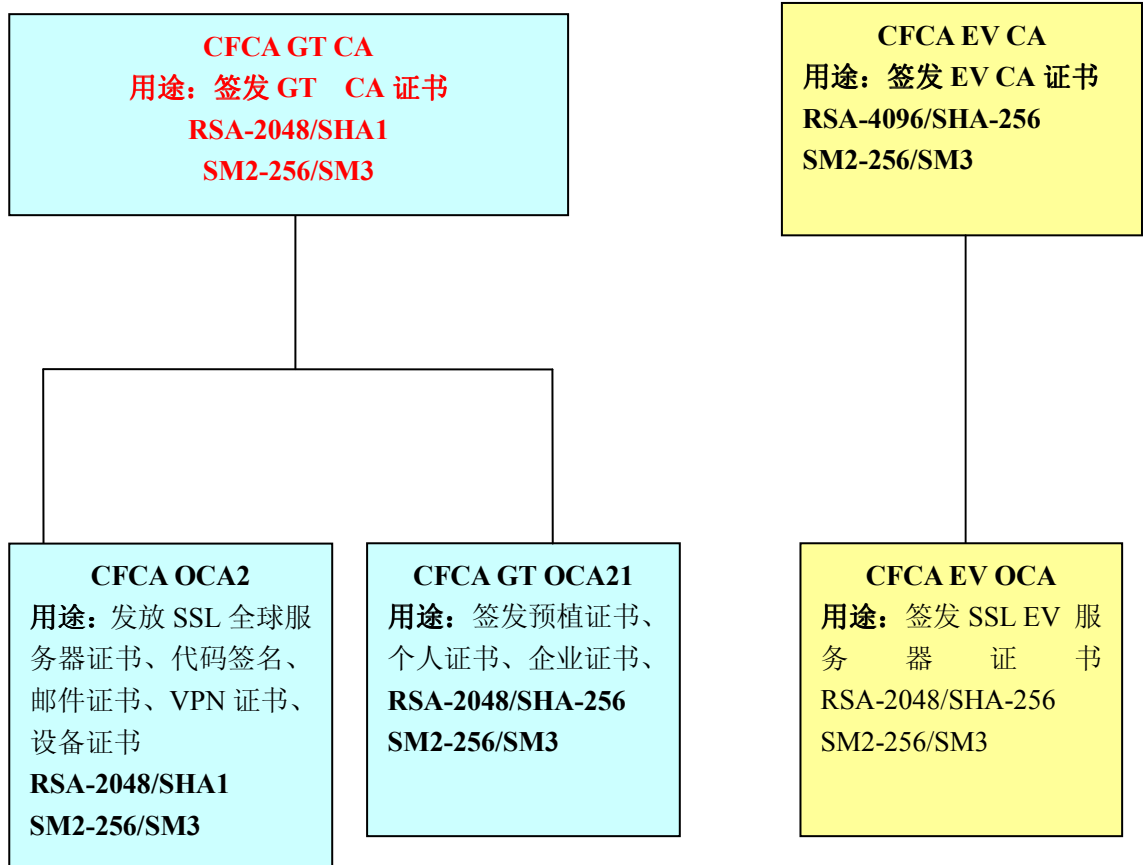 CFCA GT CA
用途：签发 GT CA 证书
RSA-2048/SHA1
SM2-256/SM3
CFCA EV CA
用途：签发 EV CA 证书
RSA-4096/SHA-256
SM2-256/SM3
CFCA OCA2
用途：发放 SSL 全球服
务器证书、代码签名、
邮件证书、VPN 证书、
设备证书
RSA-2048/SHA1
SM2-256/SM3
CFCA GT OCA21
用途：签发预植证书、
个人证书、企业证书、
RSA-2048/SHA-256
SM2-256/SM3
CFCA EV OCA
用途：签发 SSL EV 服
务器证书
RSA-2048/SHA-256
SM2-256/SM3